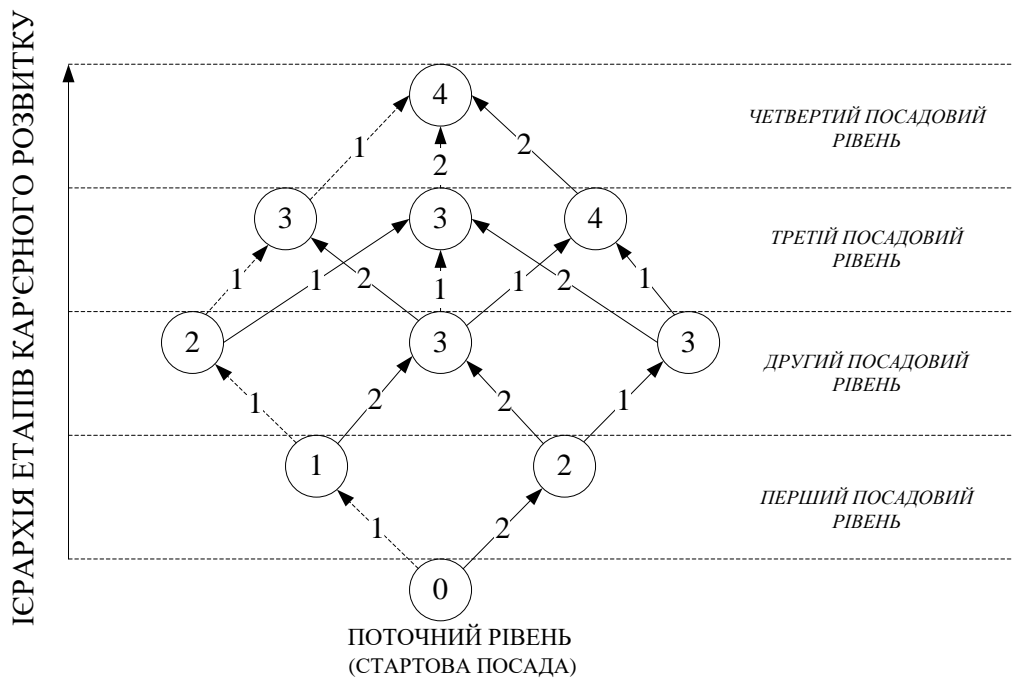 ІЄРАРХІЯ ЕТАПІВ КАР'ЄРНОГО РОЗВИТКУ
4
ЧЕТВЕРТИЙ ПОСАДОВИЙ
РІВЕНЬ
1
2
2
3
3
4
ТРЕТІЙ ПОСАДОВИЙ
РІВЕНЬ
1
1
2
1
1
2
1
2
3
3
ДРУГИЙ ПОСАДОВИЙ
РІВЕНЬ
1
2
2
1
1
2
ПЕРШИЙ ПОСАДОВИЙ
РІВЕНЬ
1
2
0
ПОТОЧНИЙ РІВЕНЬ
(СТАРТОВА ПОСАДА)